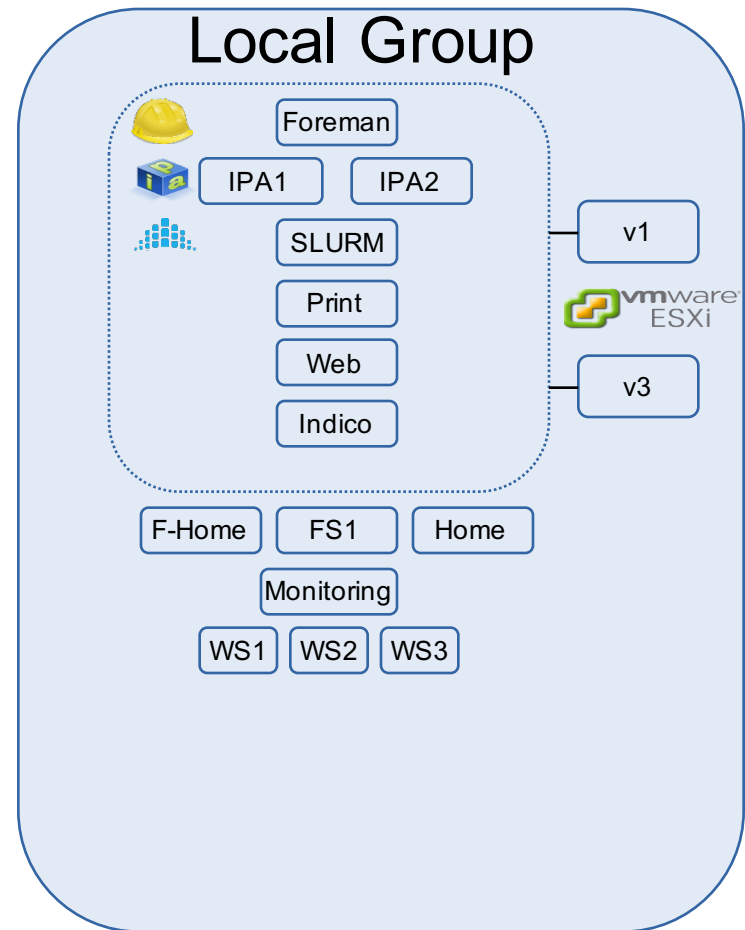 Local Group
Foreman
IPA1 IPA2
SLURM
v1
Print
vmware
ESXi
Web
v3
Indico
F-Home FS1 Home
Monitoring
WS1 WS2 WS3